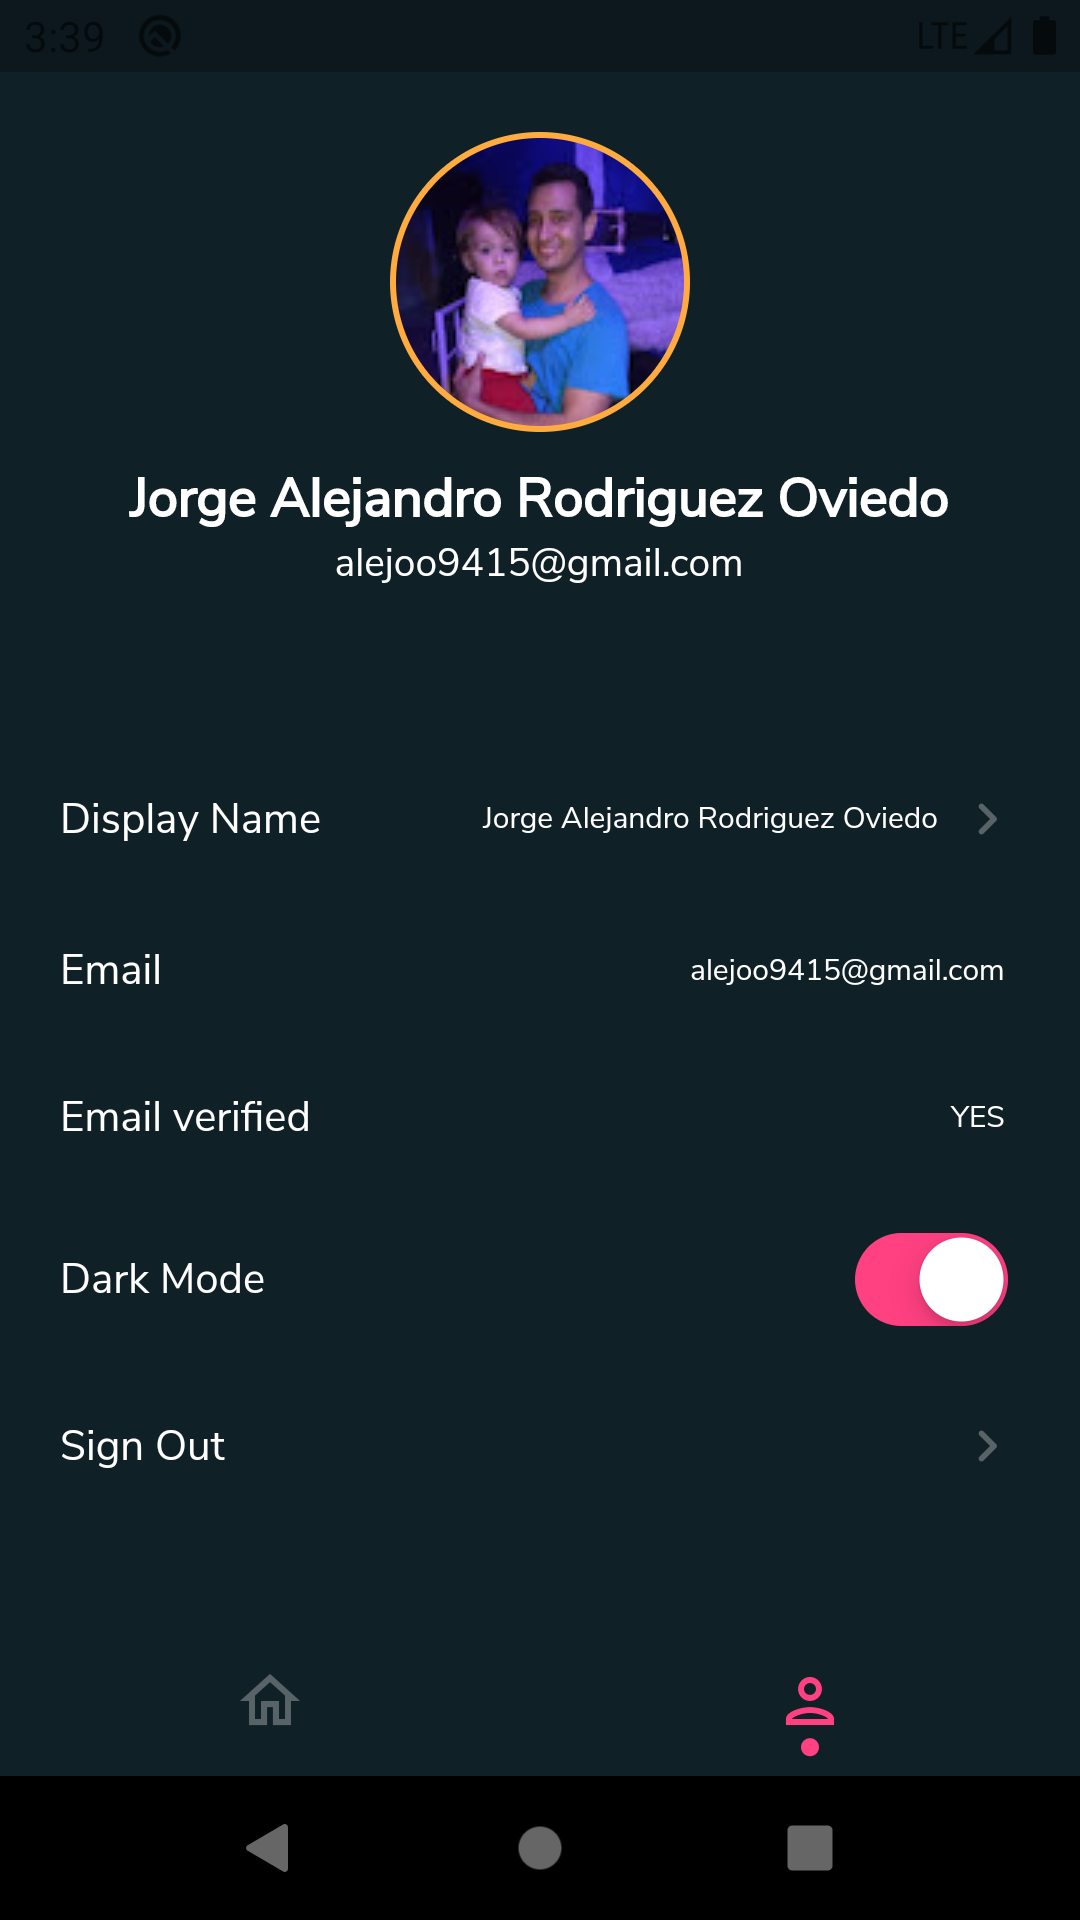 3:39 LTE
Jorge Alejandro Rodriguez Oviedo
alejoo9415@gmail.com
Display Name Jorge Alejandro Rodriguez Oviedo
Email alejoo9415@gmail.com
Email verified YES
Dark Mode
Sign Out